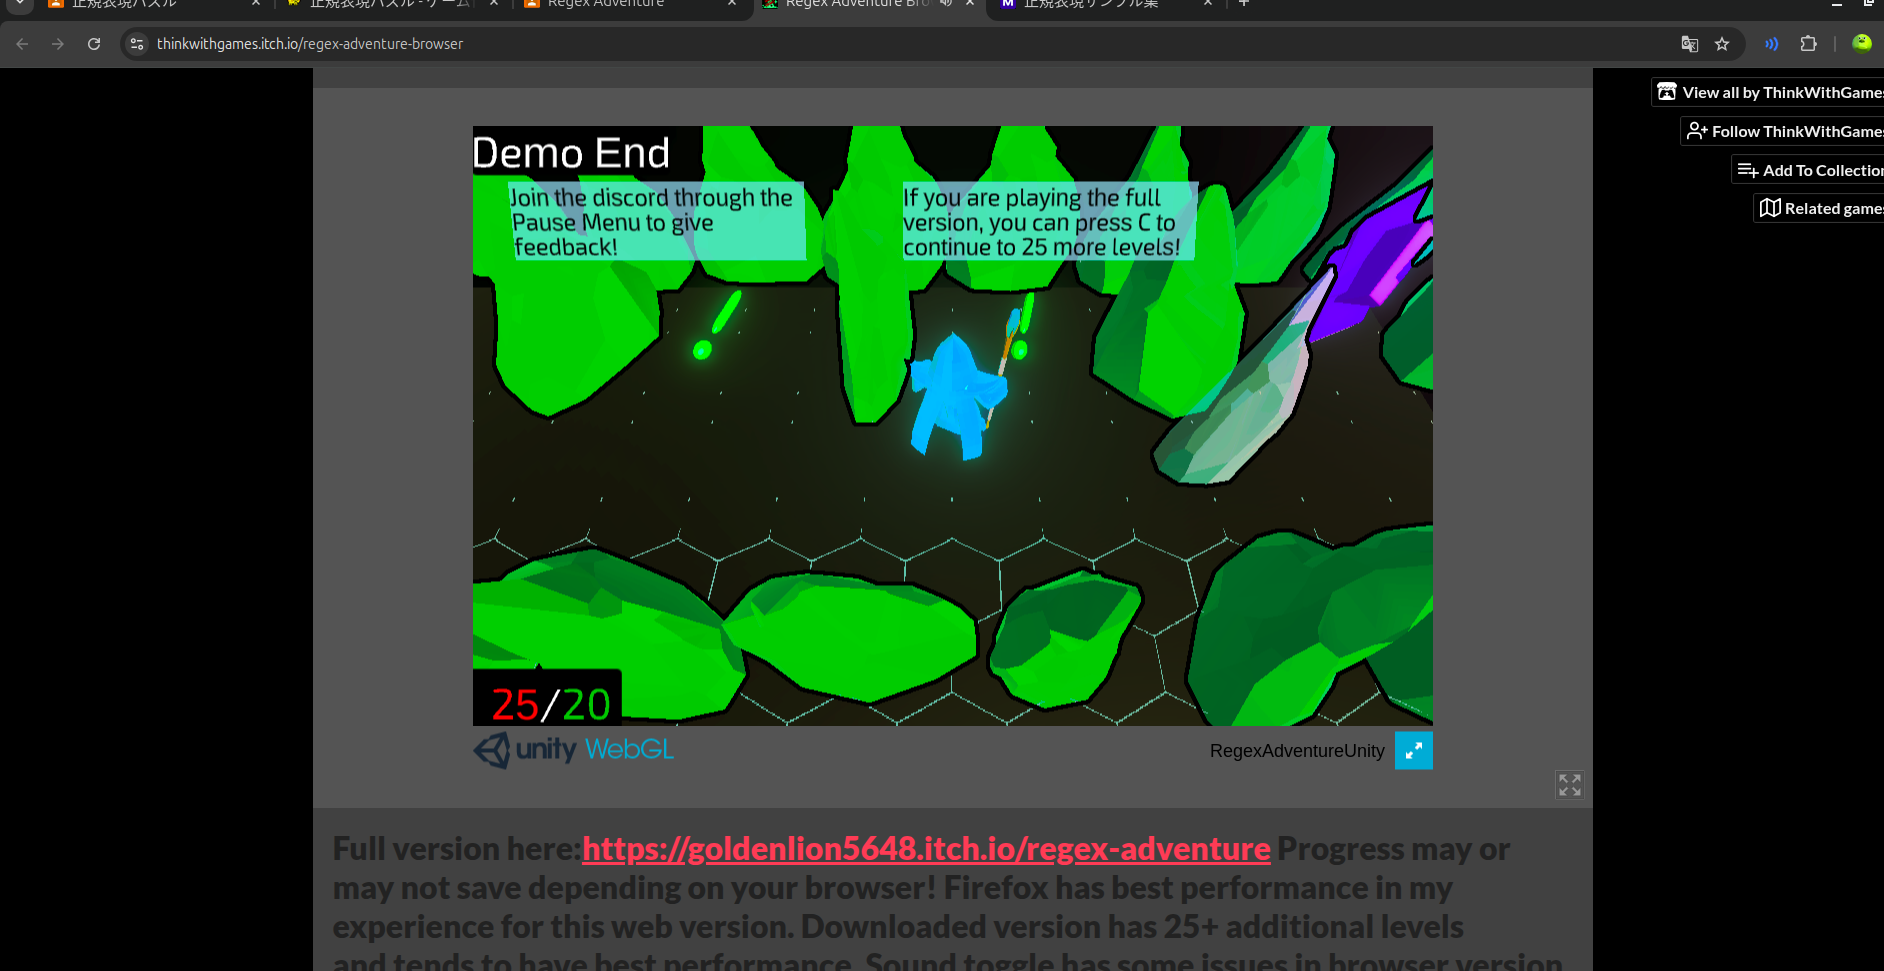 正規表現パズル
正規表現パズル - ゲーム
Regex Adventure
Regex Adventure Bro
正規表現サンプル集
thinkwithgames.itch.io/regex-adventure-browser
View all by ThinkWithGames
Follow ThinkWithGames
Add To Collection
Related games
Demo End
Join the discord through the
Pause Menu to give
feedback!
If you are playing the full
version, you can press C to
continue to 25 more levels!
25/20
unity WebGL
RegexAdventureUnity
Full version here:https://goldenlion5648.itch.io/regex-adventure Progress may or
may not save depending on your browser! Firefox has best performance in my
experience for this web version. Downloaded version has 25+ additional levels
and tends to have best performance. Sound toggle has some issues in browser version